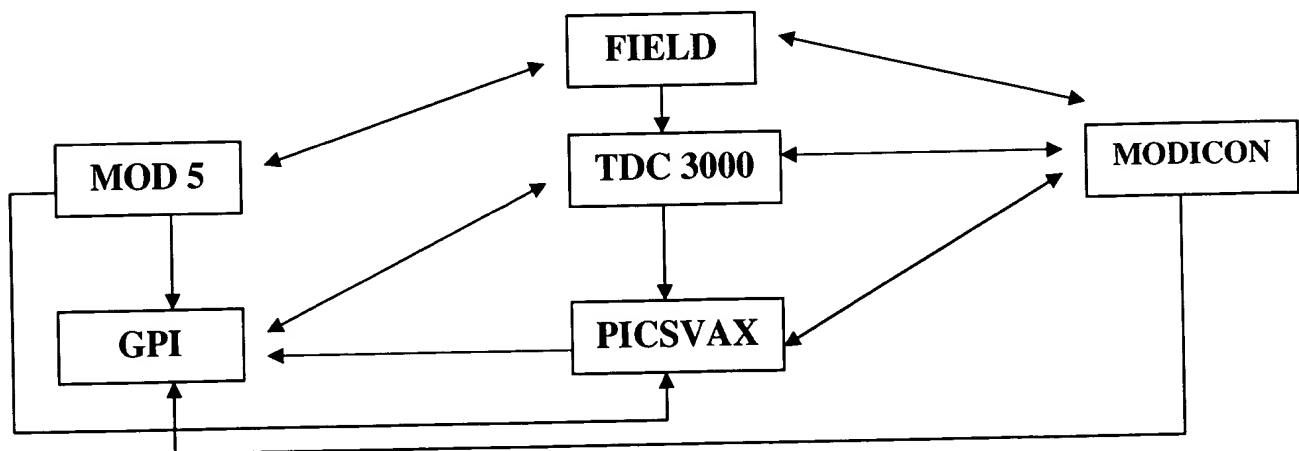 FIELD
MOD 5
TDC 3000
MODICON
GPI
PICSVAX